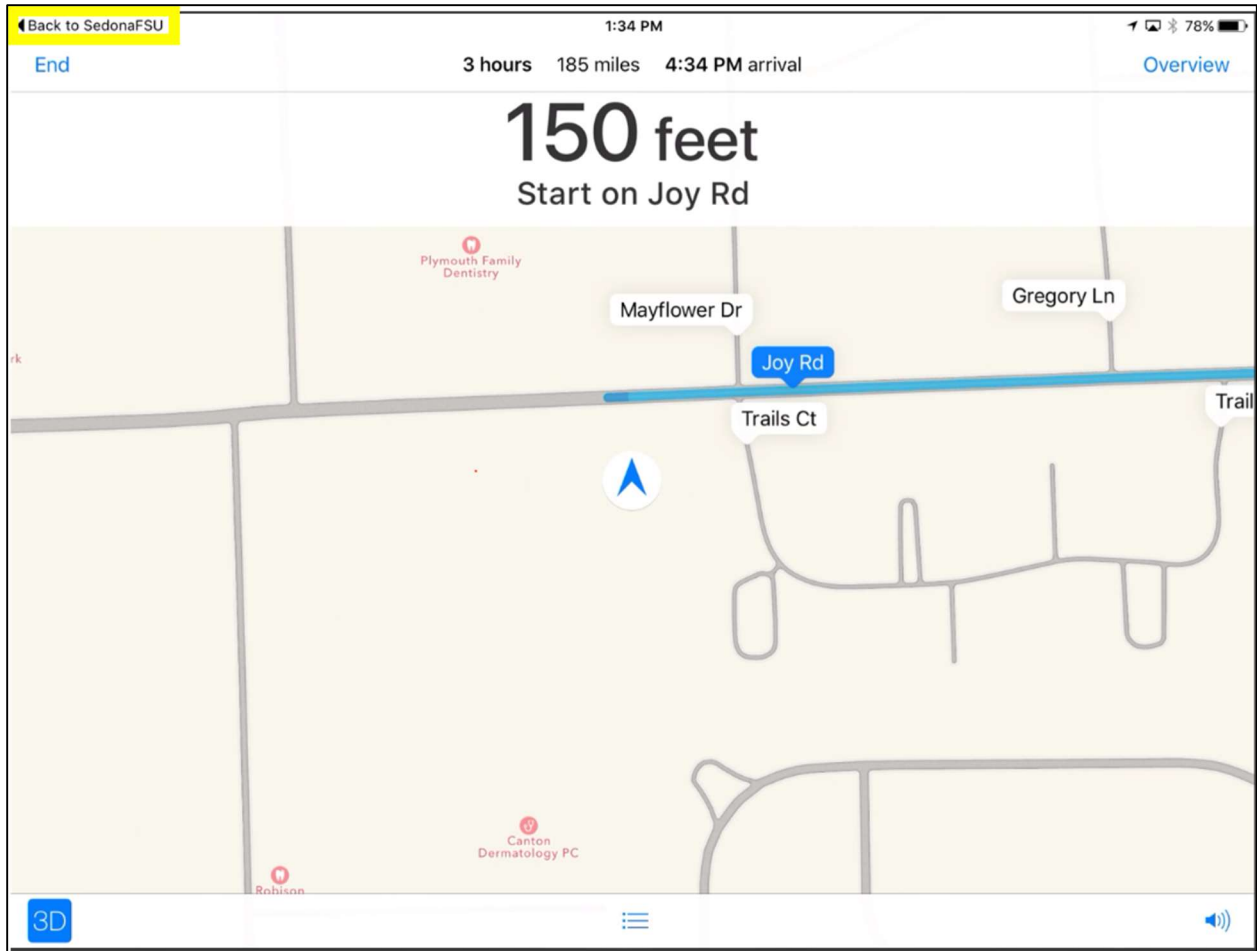 Back to SedonaFSU
1:34 PM
78%
End
3 hours 185 miles 4:34 PM arrival
Overview
150 feet
Start on Joy Rd
Plymouth Family
Dentistry
Mayflower Dr
Gregory Ln
rk
Joy Rd
Trail
Trails Ct
Canton
Dermatology PC
Robison
3D